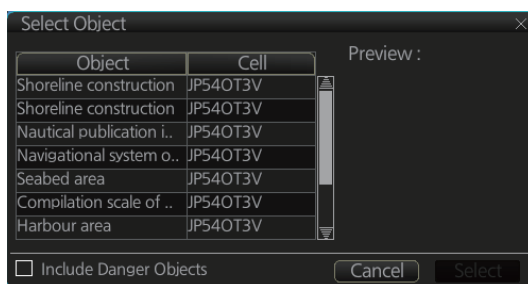 Select Object
Object Cell Preview :
Shoreline construction JP54OT3V
Shoreline construction JP54OT3V
Nautical publication i.. JP54OT3V
Navigational system o.. JP54OT3V
Seabed area JP54OT3V
Compilation scale of .. JP54OT3V
Harbour area JP54OT3V
Include Danger Objects Cancel Select